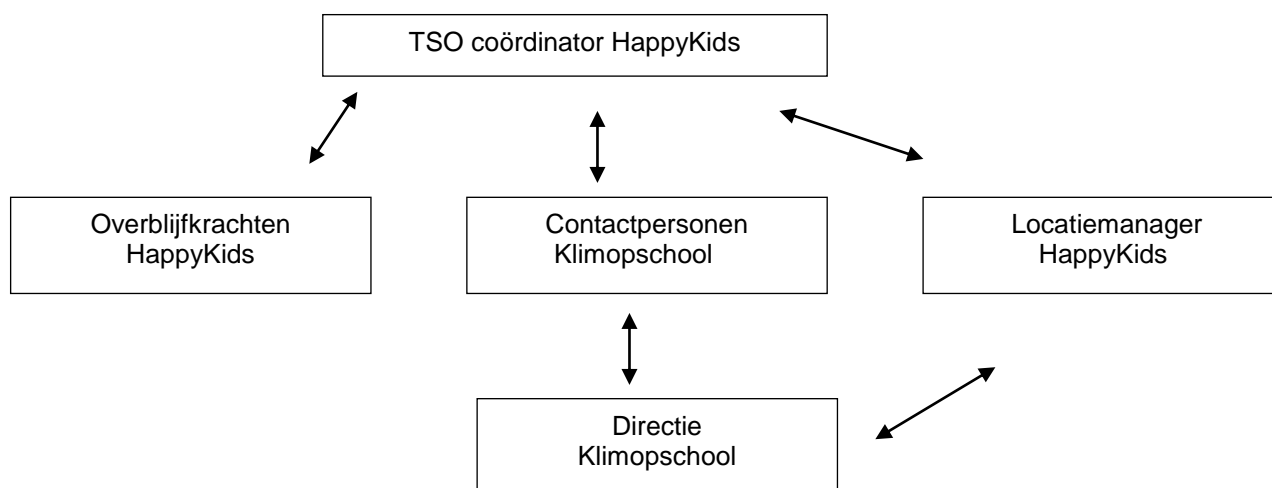 TSO coördinator HappyKids
Overblijfkrachten
HappyKids
Contactpersonen
Klimopschool
Locatiemanager
HappyKids
Directie
Klimopschool